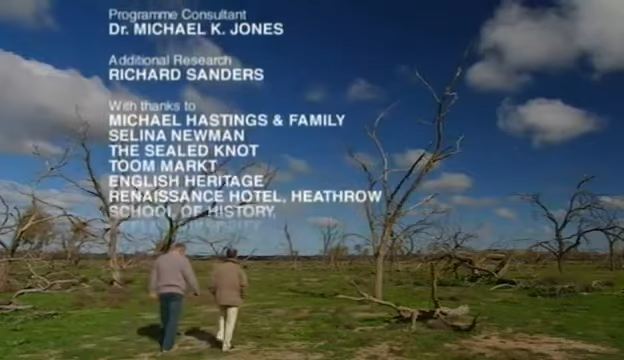 Programme Consultant
Dr. MICHAEL K. JONES
Additional Research
RICHARD SANDERS
With thanks to
MICHAEL HASTINGS & FAMILY
SELINA NEWMAN
THE SEALED KNOT
TOOM MARKT
ENGLISH HERITAGE
RENAISSANCE HOTEL, HEATHROW
SCHOOL OF HISTORY,